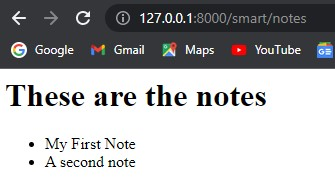 127.0.0.1:8000/smart/notes
Google Gmail Maps YouTube
These are the notes
My First Note
A second note